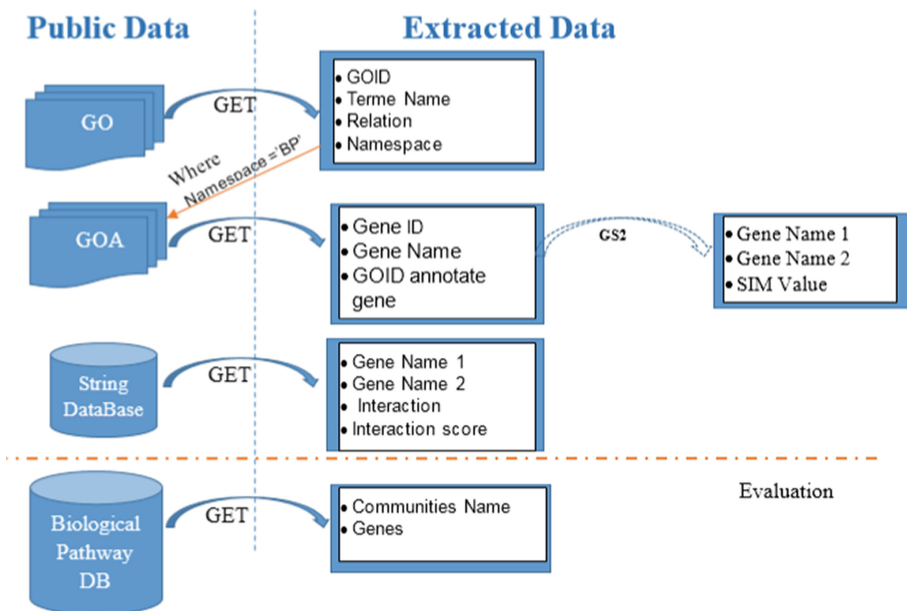 Public Data
Extracted Data
GO
GET
• GOID
• Terme Name
• Relation
• Namespace
Where
Namespace ='BP'
GOA
GET
• Gene ID
• Gene Name
• GOID annotate
gene
GS2
• Gene Name 1
• Gene Name 2
• SIM Value
String
DataBase
GET
• Gene Name 1
• Gene Name 2
• Interaction
• Interaction score
Evaluation
Biological
Pathway
DB
GET
• Communities Name
• Genes